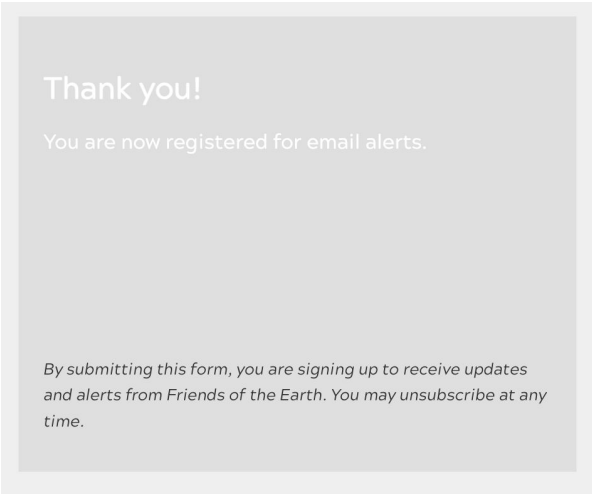 Thank you!
You are now registered for email alerts.
By submitting this form, you are signing up to receive updates
and alerts from Friends of the Earth. You may unsubscribe at any
time.